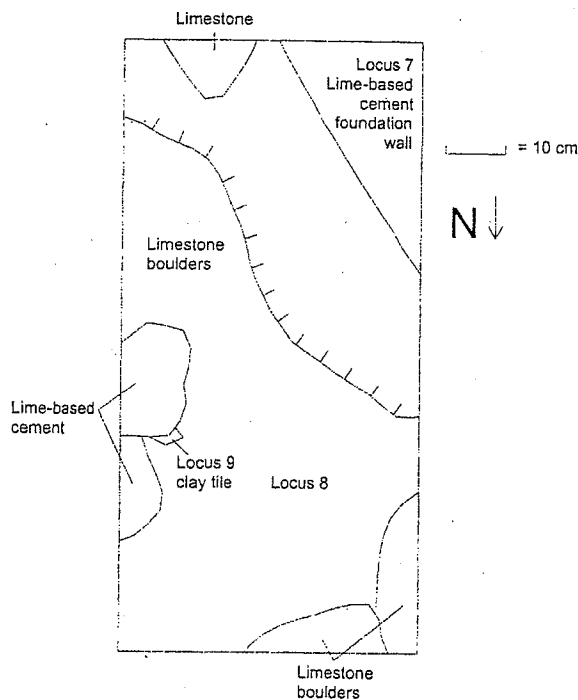 Limestone
Locus 7
Lime-based
cement
foundation
wall
= 10 cm
N
Limestone
boulders
Lime-based
cement
Locus 9
clay tile
Locus 8
Limestone
boulders